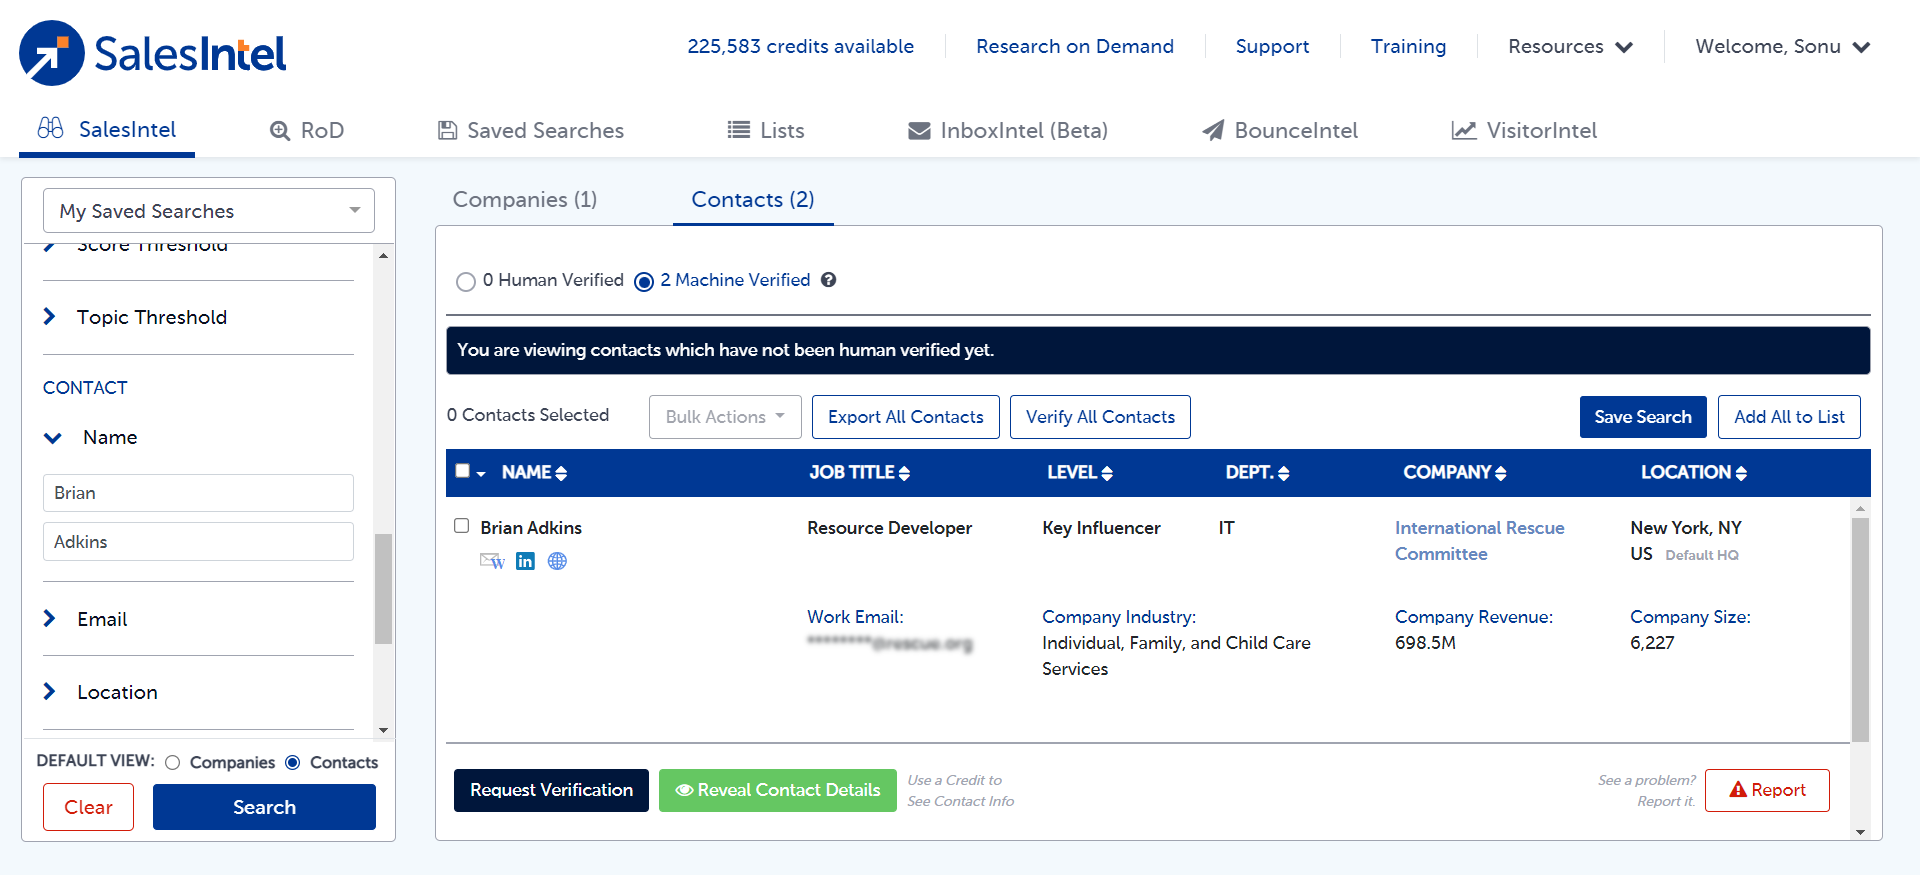 SalesIntel
225,583 credits available
Research on Demand
Support
Training
Resources
Welcome, Sonu
SalesIntel
RoD
Saved Searches
Lists
InboxIntel (Beta)
BounceIntel
VisitorIntel
My Saved Searches
Score Threshold
Topic Threshold
CONTACT
Name
Brian
Adkins
Email
Location
DEFAULT VIEW: Companies Contacts
Clear
Search
Companies (1)
Contacts (2)
0 Human Verified 2 Machine Verified
You are viewing contacts which have not been human verified yet.
0 Contacts Selected
Bulk Actions
Export All Contacts
Verify All Contacts
Save Search
Add All to List
NAME JOB TITLE LEVEL DEPT. COMPANY LOCATION
Brian Adkins
W in
Resource Developer
Key Influencer
IT
International Rescue
Committee
New York, NY
US Default HQ
Work Email:
********@rescue.org
Company Industry:
Individual, Family, and Child Care
Services
Company Revenue:
698.5M
Company Size:
6,227
Request Verification
Reveal Contact Details
Use a Credit to
See Contact Info
See a problem?
Report it.
Report